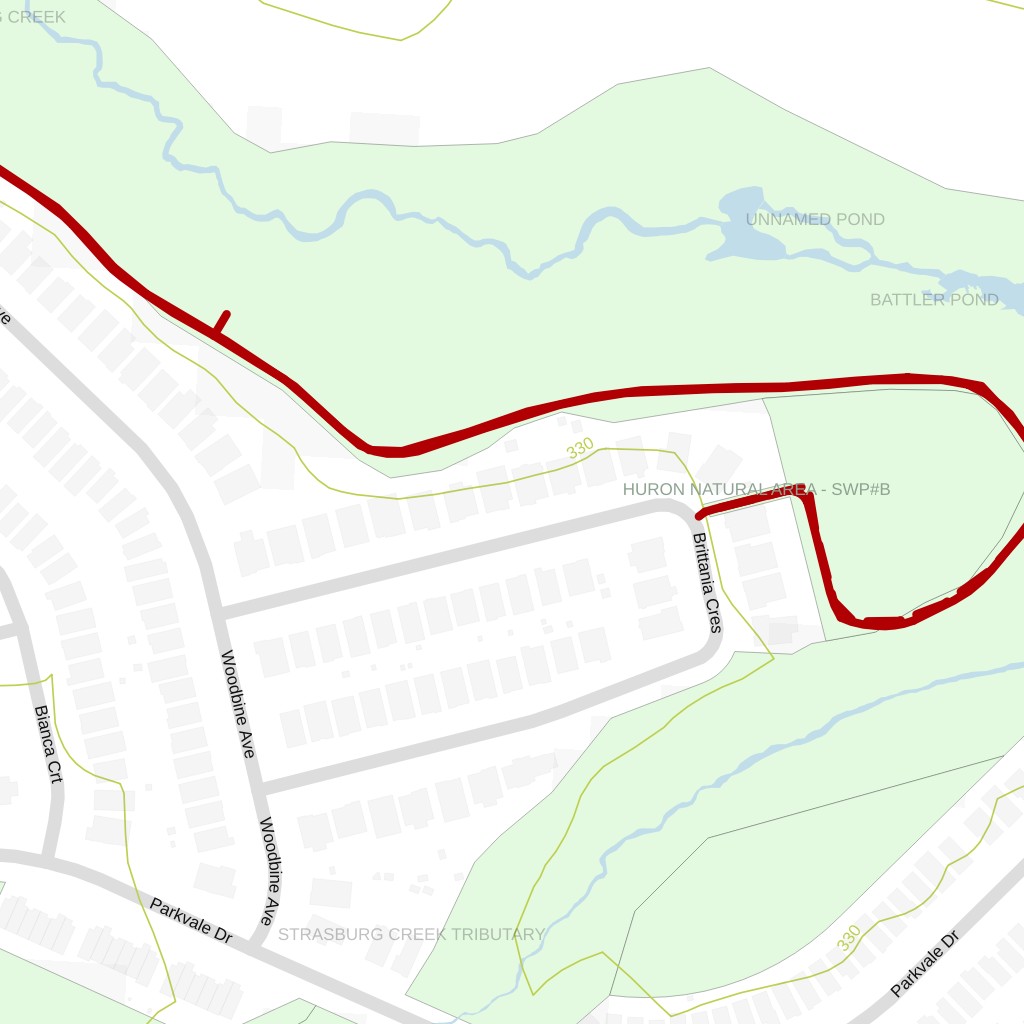 CREEK
UNNAMED POND
BATTLER POND
330
HURON NATURAL AREA - SWP#B
Brittania Cres
Woodbine Ave
Bianca Crt
Woodbine Ave
Parkvale Dr
STRASBURG CREEK TRIBUTARY
330
Parkvale Dr